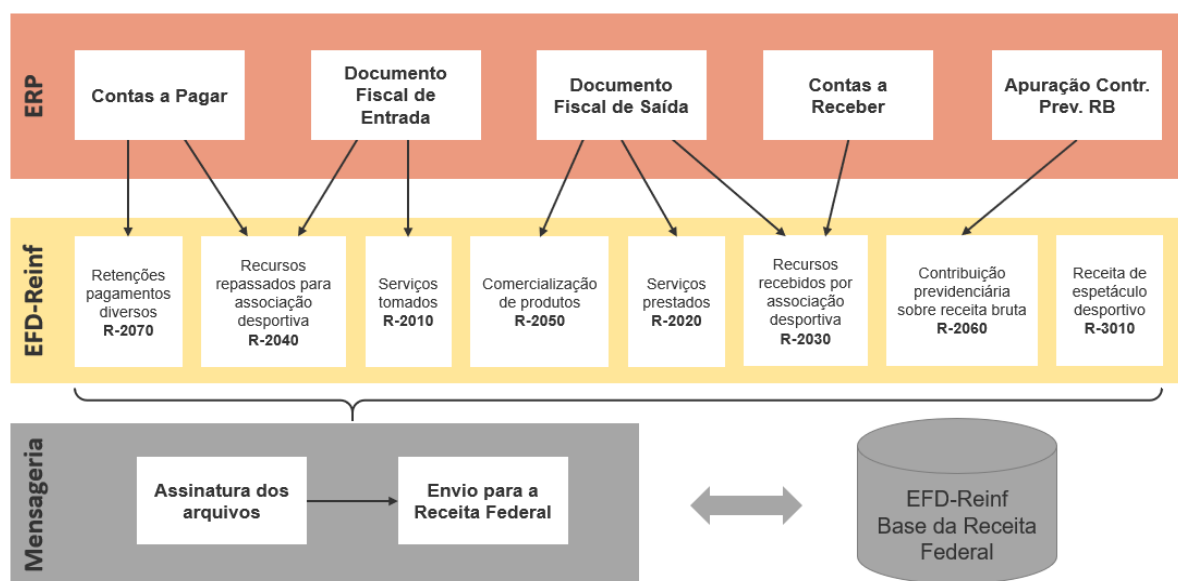 ERP
Contas a Pagar
Documento
Fiscal de
Entrada
Documento
Fiscal de Saída
Contas a
Receber
Apuração Contr.
Prev. RB
EFD-Reinf
Retenções
pagamentos
diversos
R-2070
Recursos
repassados para
associação
desportiva
R-2040
Serviços
tomados
R-2010
Comercialização
de produtos
R-2050
Serviços
prestados
R-2020
Recursos
recebidos por
associação
desportiva
R-2030
Contribuição
previdenciária
sobre receita bruta
R-2060
Receita de
espetáculo
desportivo
R-3010
Mensageria
Assinatura dos
arquivos
Envio para a
Receita Federal
EFD-Reinf
Base da Receita
Federal